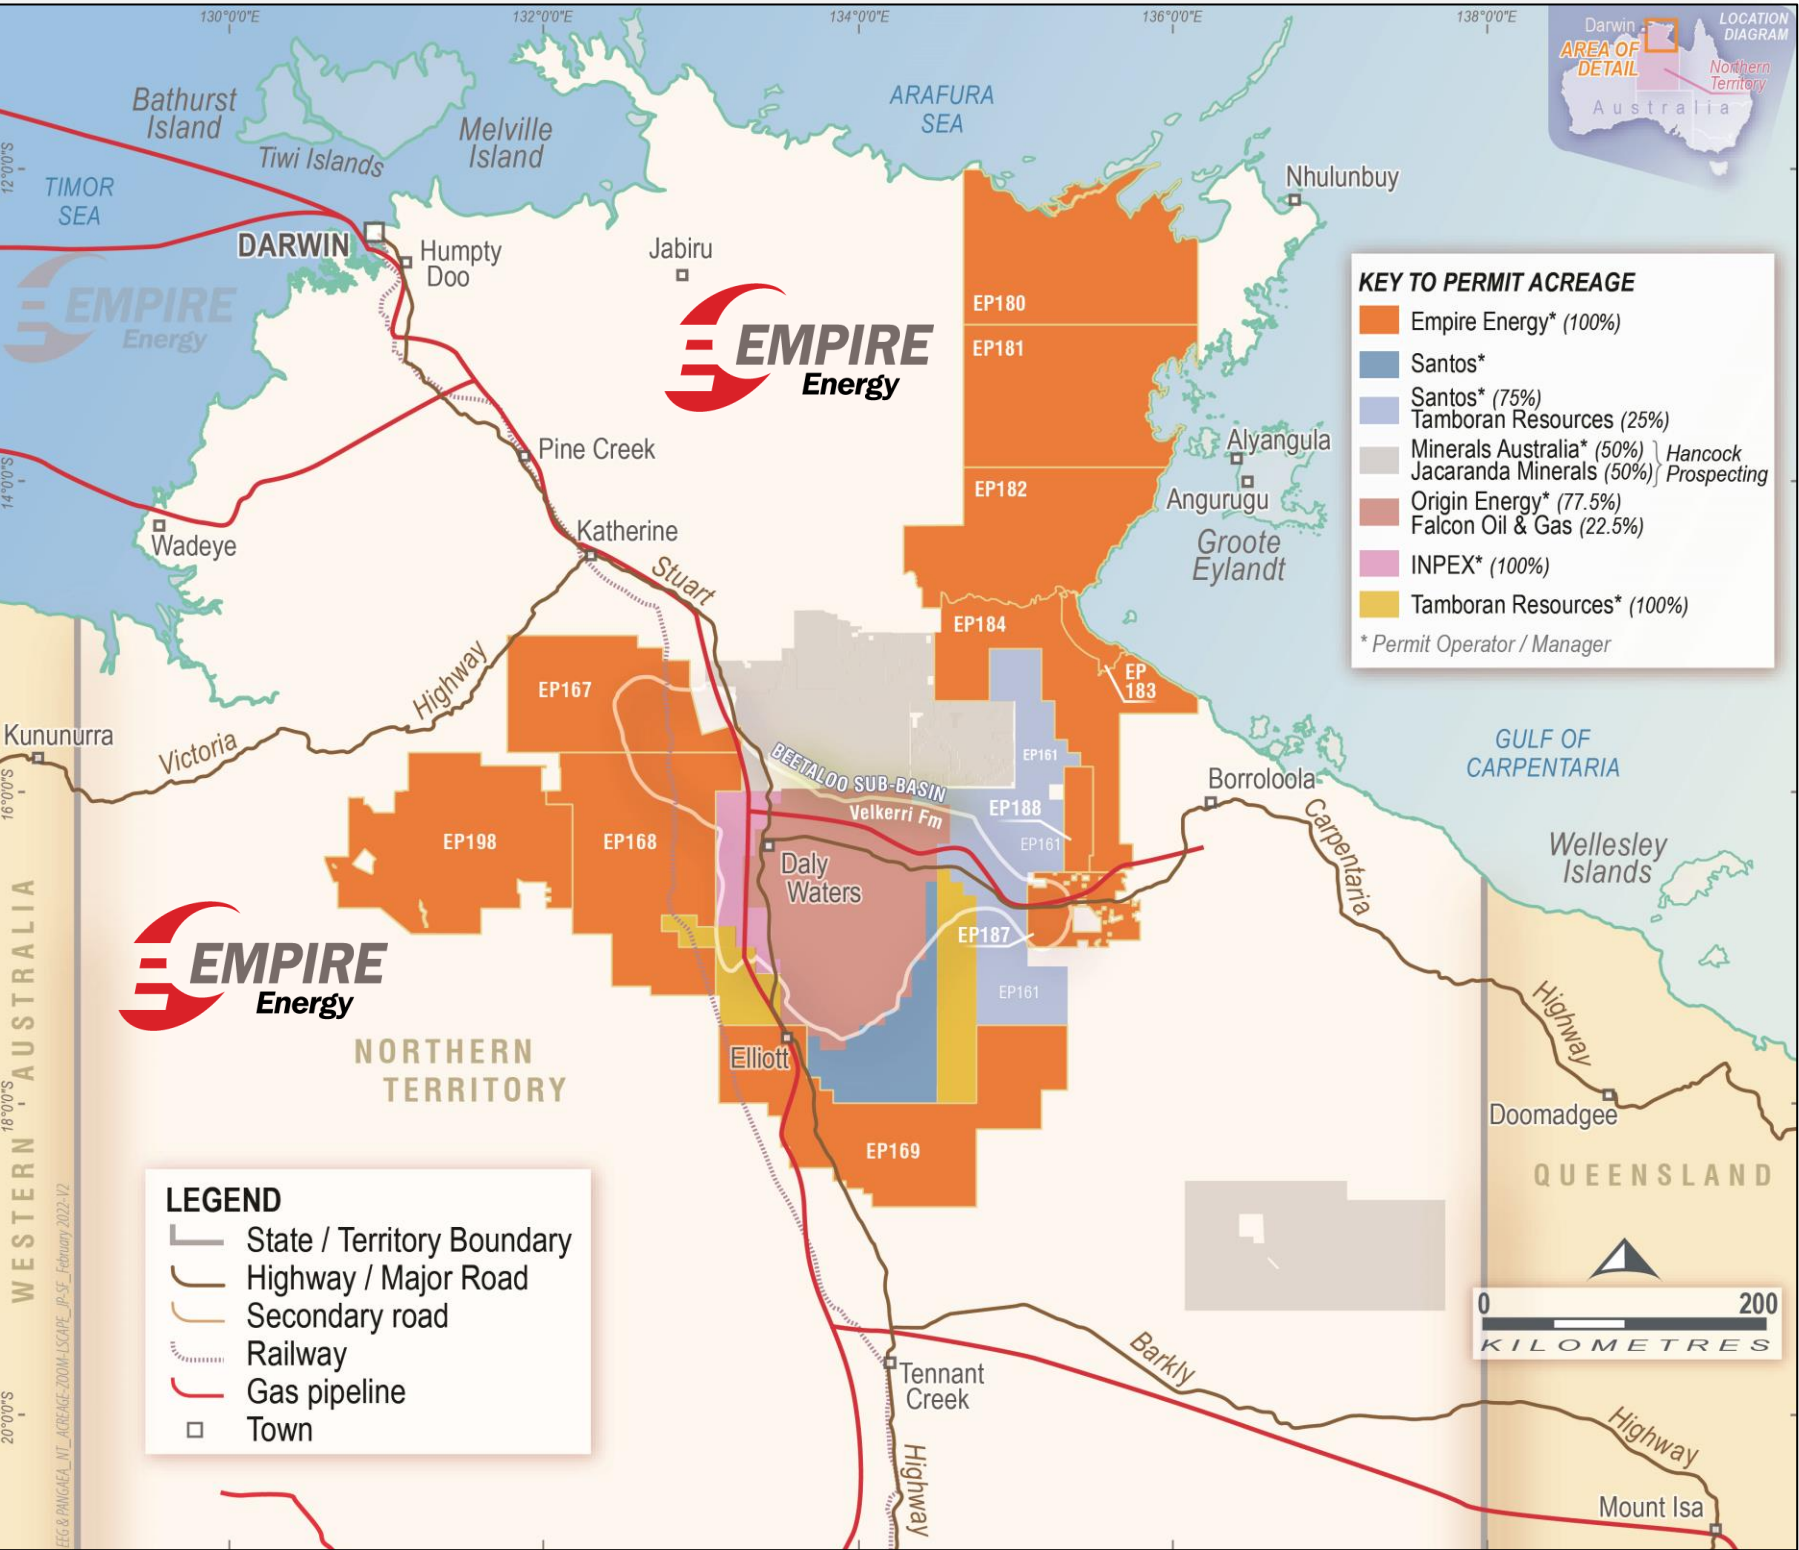 130°0'0"E
132°0'0"E
134°0'0"E
136°0'0"E
138°0'0"E
LOCATION
DIAGRAM
Darwin
AREA OF
DETAIL
Northern
Territory
Australia
Bathurst
Island
Melville
Island
Tiwi Islands
ARAFURA
SEA
12°0'0"S
TIMOR
SEA
Nhulunbuy
DARWIN
Humpty
Doo
Jabiru
EMPIRE
Energy
EMPIRE
Energy
EP180
EP181
KEY TO PERMIT ACREAGE
Empire Energy* (100%)
Santos*
Santos* (75%)
Tamboran Resources (25%)
Minerals Australia* (50%)
Jacaranda Minerals (50%)
Hancock
Prospecting
Origin Energy* (77.5%)
Falcon Oil & Gas (22.5%)
INPEX* (100%)
Tamboran Resources* (100%)
* Permit Operator / Manager
14°0'0"S
Pine Creek
Alyangula
Angurugu
Groote
Eylandt
EP182
Wadeye
Katherine
Stuart
EP184
EP
183
EP167
Highway
Victoria
Kununurra
16°0'0"S
BEETALOO SUB-BASIN
Velkerri Fm
EP161
EP188
EP161
Borroloola
Carpentaria
GULF OF
CARPENTARIA
Wellesley
Islands
EP198
EP168
Daly
Waters
EP187
EP161
EMPIRE
Energy
Highway
NORTHERN
TERRITORY
Elliott
WESTERN AUSTRALIA
18°0'0"S
Doomadgee
EP169
QUEENSLAND
LEGEND
State / Territory Boundary
Highway / Major Road
Secondary road
Railway
Gas pipeline
Town
0
200
KILOMETRES
Tennant
Creek
Barkly
Highway
Highway
20°0'0"S
Mount Isa
EEG & PANGAEA_NT_ACREAGE-ZOOM-LSCAPE_JP-SF_February 2022-V2